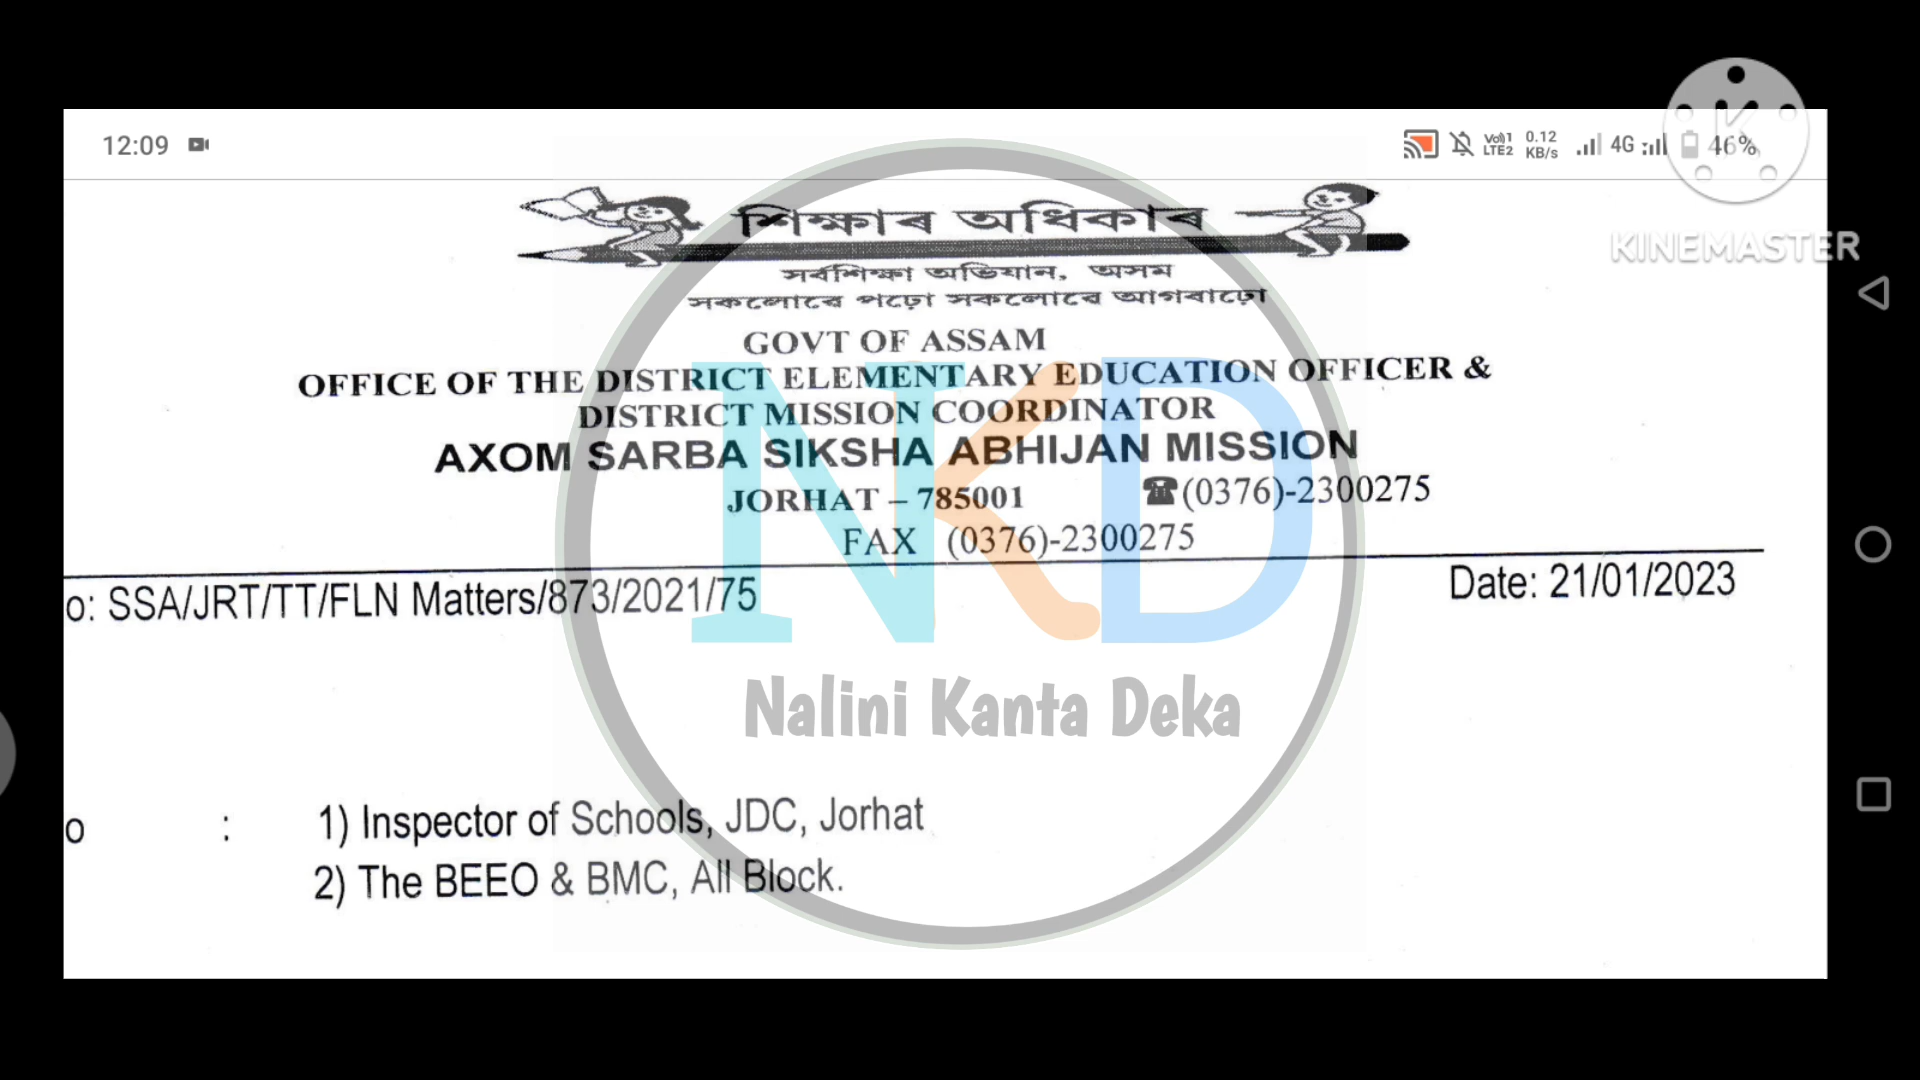 12:09
Vo))1 LTE2 0.12 KB/s 4G 46%
KINEMASTER
শিক্ষাৰ অধিকাৰ
সৰ্বশিক্ষা অভিযান, অসম
সকলোৱে পঢ়ো সকলোৱে আগবাঢ়ো
GOVT OF ASSAM
OFFICE OF THE DISTRICT ELEMENTARY EDUCATION OFFICER &
DISTRICT MISSION COORDINATOR
AXOM SARBA SIKSHA ABHIJAN MISSION
JORHAT – 785001 ☎(0376)-2300275
FAX (0376)-2300275
o: SSA/JRT/TT/FLN Matters/873/2021/75 Date: 21/01/2023
NKD
Nalini Kanta Deka
o : 1) Inspector of Schools, JDC, Jorhat
2) The BEEO & BMC, All Block.